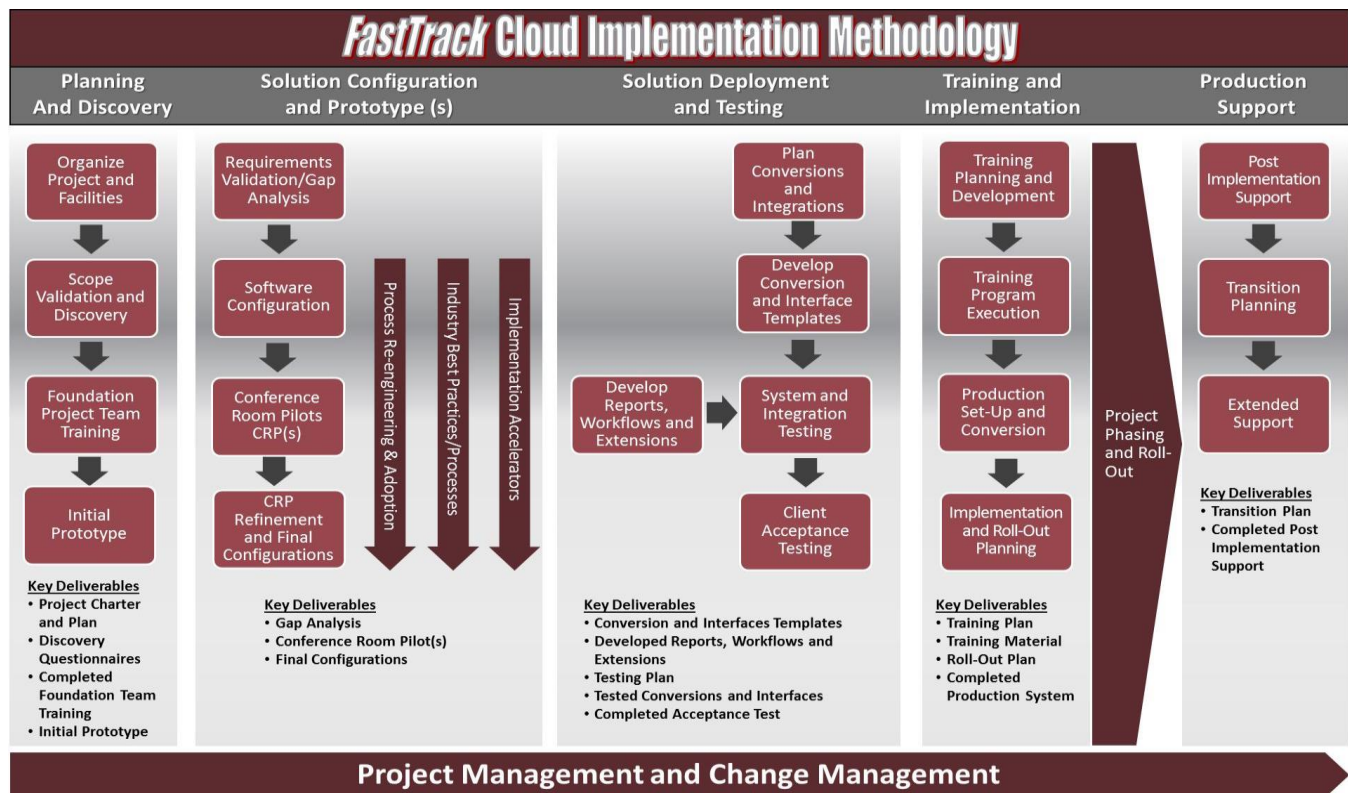 FastTrack Cloud Implementation Methodology
Planning
And Discovery
Solution Configuration
and Prototype (s)
Solution Deployment
and Testing
Training and
Implementation
Production
Support
Organize
Project and
Facilities
Scope
Validation and
Discovery
Foundation
Project Team
Training
Initial
Prototype
Key Deliverables
• Project Charter
and Plan
• Discovery
Questionnaires
• Completed
Foundation Team
Training
• Initial Prototype
Requirements
Validation/Gap
Analysis
Software
Configuration
Conference
Room Pilots
CRP(s)
CRP
Refinement
and Final
Configurations
Process Re-engineering & Adoption
Industry Best Practices/Processes
Implementation Accelerators
Key Deliverables
• Gap Analysis
• Conference Room Pilot(s)
• Final Configurations
Plan
Conversions
and
Integrations
Develop
Conversion
and Interface
Templates
Develop
Reports,
Workflows and
Extensions
System and
Integration
Testing
Client
Acceptance
Testing
Key Deliverables
• Conversion and Interfaces Templates
• Developed Reports, Workflows and
Extensions
• Testing Plan
• Tested Conversions and Interfaces
• Completed Acceptance Test
Training
Planning and
Development
Training
Program
Execution
Production
Set-Up and
Conversion
Implementation
and Roll-Out
Planning
Key Deliverables
• Training Plan
• Training Material
• Roll-Out Plan
• Completed
Production System
Project
Phasing
and Roll-
Out
Post
Implementation
Support
Transition
Planning
Extended
Support
Key Deliverables
• Transition Plan
• Completed Post
Implementation
Support
Project Management and Change Management